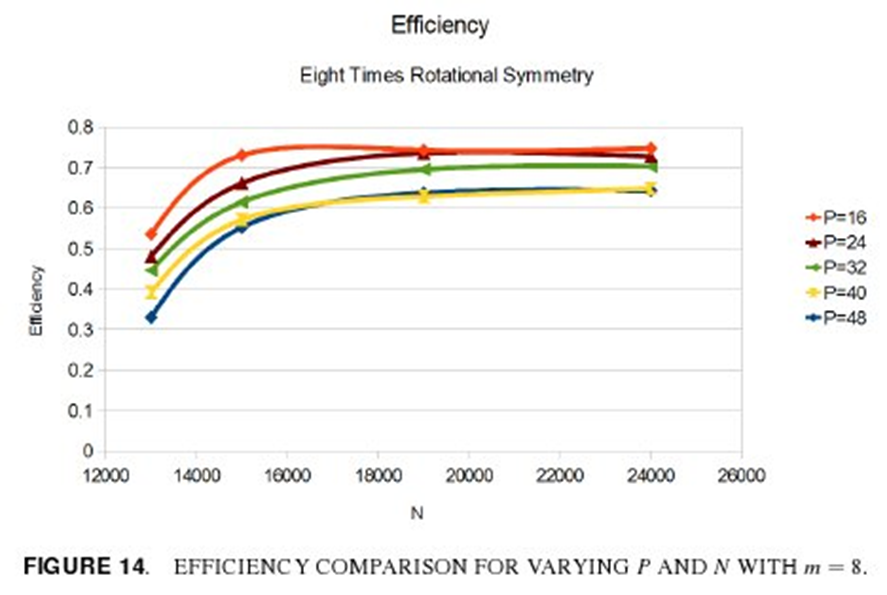 Efficiency
Eight Times Rotational Symmetry
0.8
0.7
0.6
0.5
0.4
0.3
0.2
0.1
0
Efficiency
12000 14000 16000 18000 20000 22000 24000 26000
N
P=16
P=24
P=32
P=40
P=48
FIGURE 14. EFFICIENCY COMPARISON FOR VARYING P AND N WITH m = 8.